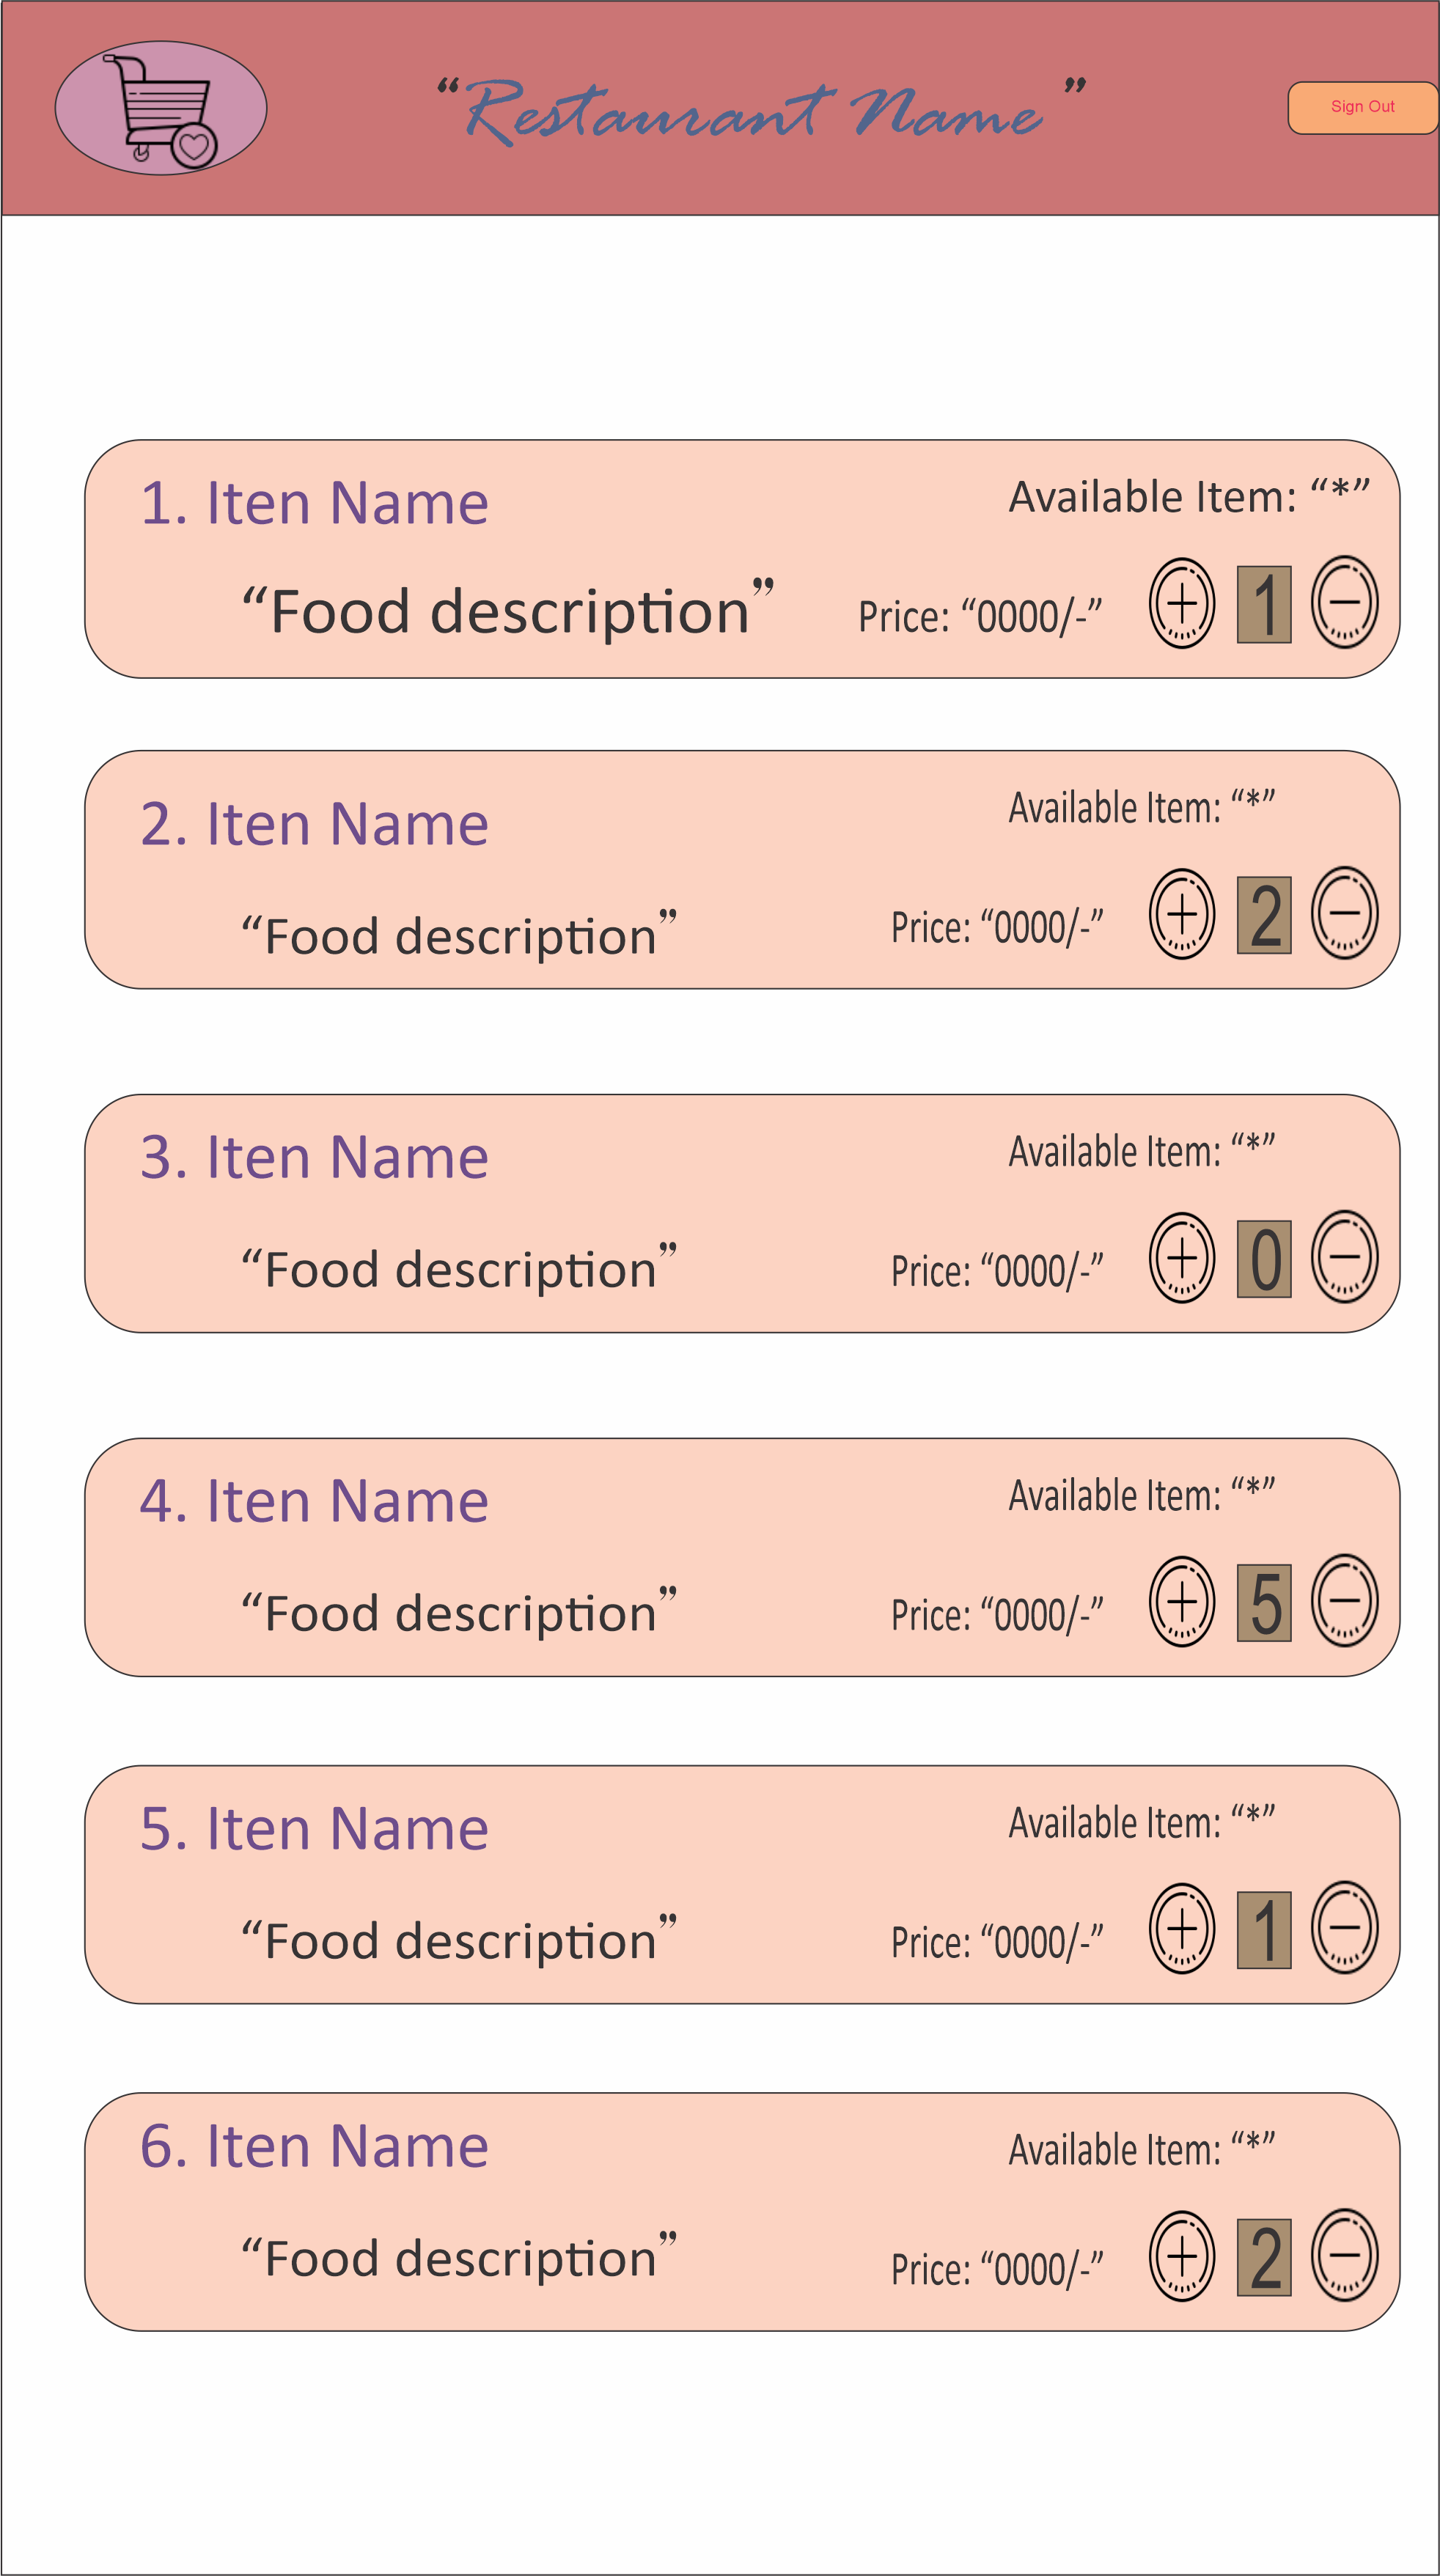 “Restaurant Name”
Sign Out
1. Iten Name
Available Item: “*”
“Food description”
Price: “0000/-”
1
2. Iten Name
Available Item: “*”
“Food description”
Price: “0000/-”
2
3. Iten Name
Available Item: “*”
“Food description”
Price: “0000/-”
0
4. Iten Name
Available Item: “*”
“Food description”
Price: “0000/-”
5
5. Iten Name
Available Item: “*”
“Food description”
Price: “0000/-”
1
6. Iten Name
Available Item: “*”
“Food description”
Price: “0000/-”
2